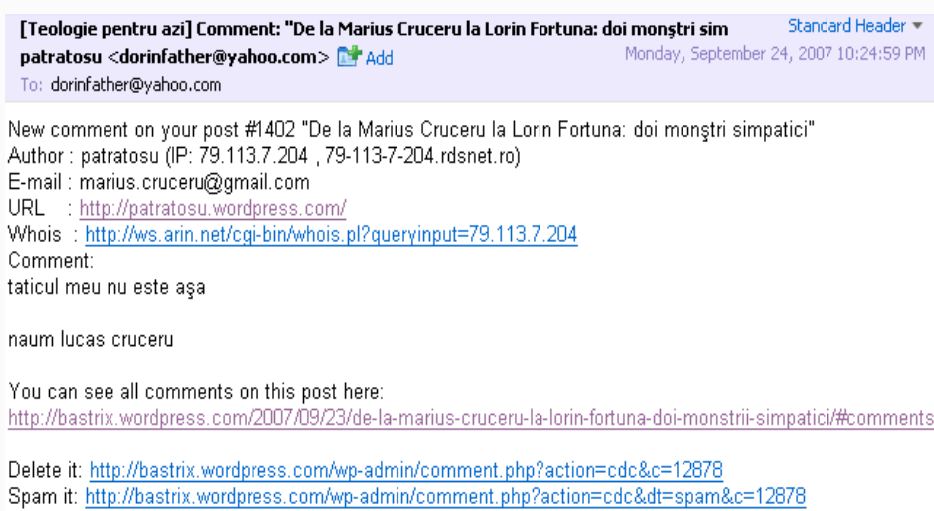 [Teologie pentru azi] Comment: "De la Marius Cruceru la Lorin Fortuna: doi monştri sim Stancard Header
patratosu <dorinfather@yahoo.com> Add Monday, September 24, 2007 10:24:59 PM
To: dorinfather@yahoo.com
New comment on your post #1402 "De la Marius Cruceru la Lorn Fortuna: doi monştri simpatici"
Author : patratosu (IP: 79.113.7.204 , 79-113-7-204.rdsnet.ro)
E-mail : marius.cruceru@gmail.com
URL : http://patratosu.wordpress.com/
Whois : http://ws.arin.net/cgi-bin/whois.pl?queryinput=79.113.7.204
Comment:
taticul meu nu este aşa
naum lucas cruceru
You can see all comments on this post here:
http://bastrix.wordpress.com/2007/09/23/de-la-marius-cruceru-la-lorin-fortuna-doi-monstrii-simpatici/#comments
Delete it: http://bastrix.wordpress.com/wp-admin/comment.php?action=cdc&c=12878
Spam it: http://bastrix.wordpress.com/wp-admin/comment.php?action=cdc&dt=spam&c=12878